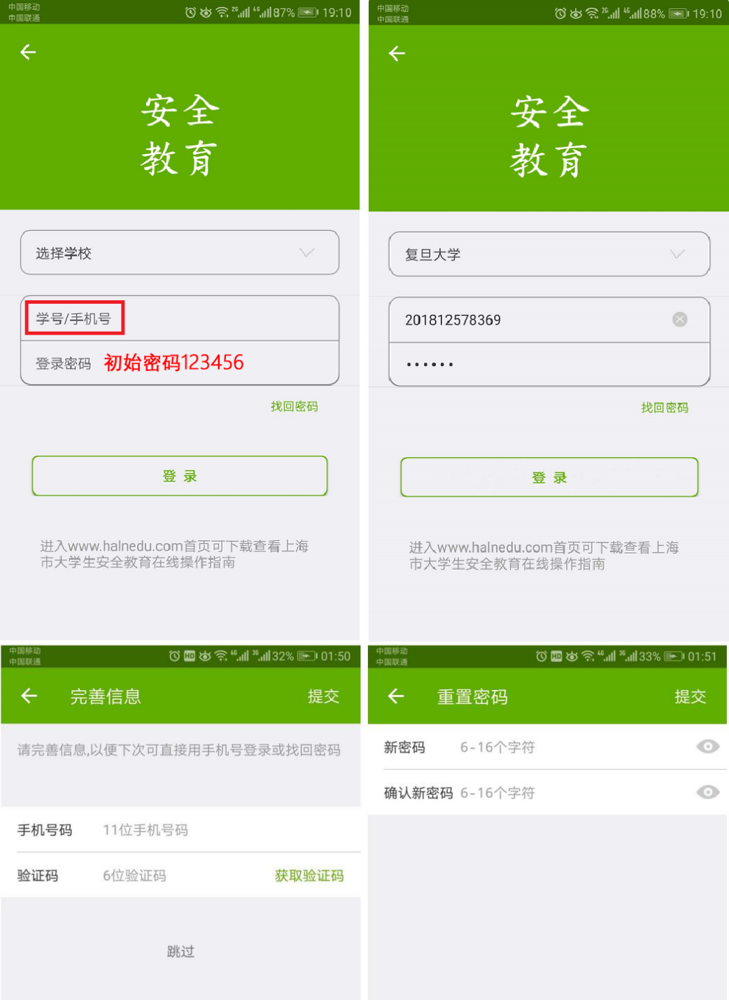 中国移动
中国联通
2G 4G 87% 19:10
安全
教育
选择学校
学号/手机号
登录密码 初始密码123456
找回密码
登 录
进入www.halnedu.com首页可下载查看上海
市大学生安全教育在线操作指南
中国移动
中国联通
2G 4G 88% 19:10
安全
教育
复旦大学
201812578369
••••••
找回密码
登 录
进入www.halnedu.com首页可下载查看上海
市大学生安全教育在线操作指南
中国移动
中国联通
HD 4G 3G 32% 01:50
完善信息 提交
请完善信息,以便下次可直接用手机号登录或找回密码
手机号码 11位手机号码
验证码 6位验证码 获取验证码
跳过
中国移动
中国联通
HD 4G 3G 33% 01:51
重置密码 提交
新密码 6-16个字符
确认新密码 6-16个字符